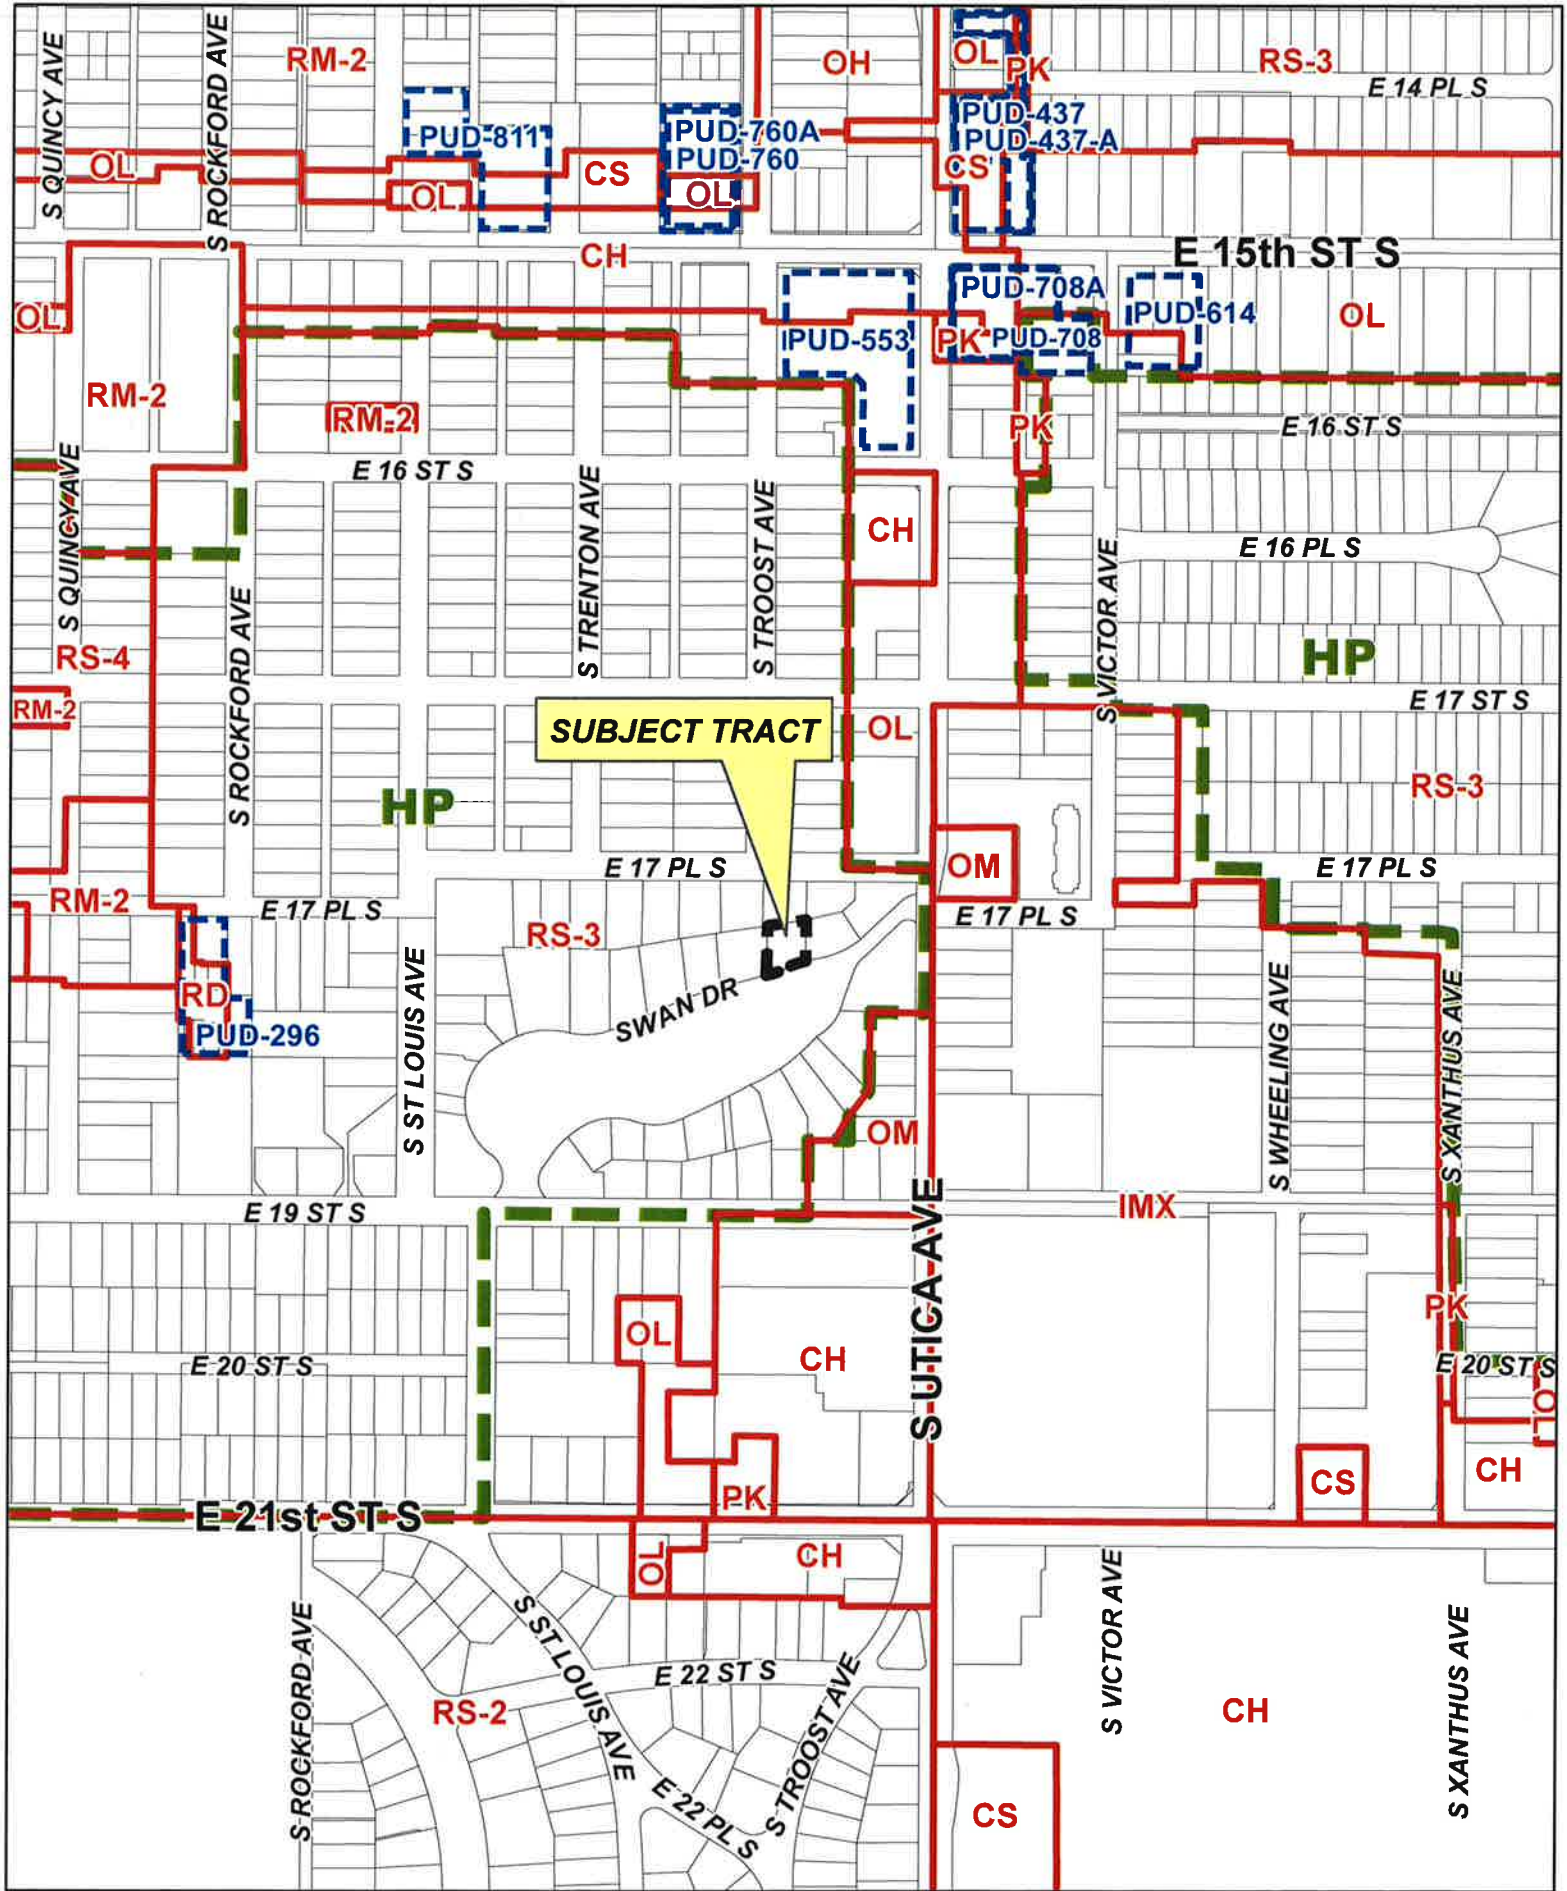 S QUINCY AVE
S ROCKFORD AVE
RM-2
OH
OL
PK
RS-3
E 14 PL S
PUD-811
PUD-760A
PUD-760
PUD-437
PUD-437-A
OL
OL
CS
OL
CS
CH
E 15th ST S
OL
PUD-553
PUD-708A
PK
PUD-708
PUD-614
OL
RM-2
RM-2
PK
E 16 ST S
E 16 ST S
S QUINCY AVE
S TRENTON AVE
S TROOST AVE
CH
S VICTOR AVE
E 16 PL S
RS-4
S ROCKFORD AVE
HP
RM-2
SUBJECT TRACT
OL
E 17 ST S
HP
RS-3
E 17 PL S
OM
E 17 PL S
RM-2
E 17 PL S
RS-3
E 17 PL S
RD
PUD-296
S ST LOUIS AVE
SWAN DR
S WHEELING AVE
S XANTHUS AVE
OM
E 19 ST S
IMX
S UTICA AVE
OL
CH
PK
E 20 ST S
E 20 ST S
OL
PK
CS
CH
E 21st ST S
OL
CH
S ROCKFORD AVE
S ST LOUIS AVE
E 22 ST S
S TROOST AVE
S VICTOR AVE
S XANTHUS AVE
RS-2
CH
E 22 PL S
CS